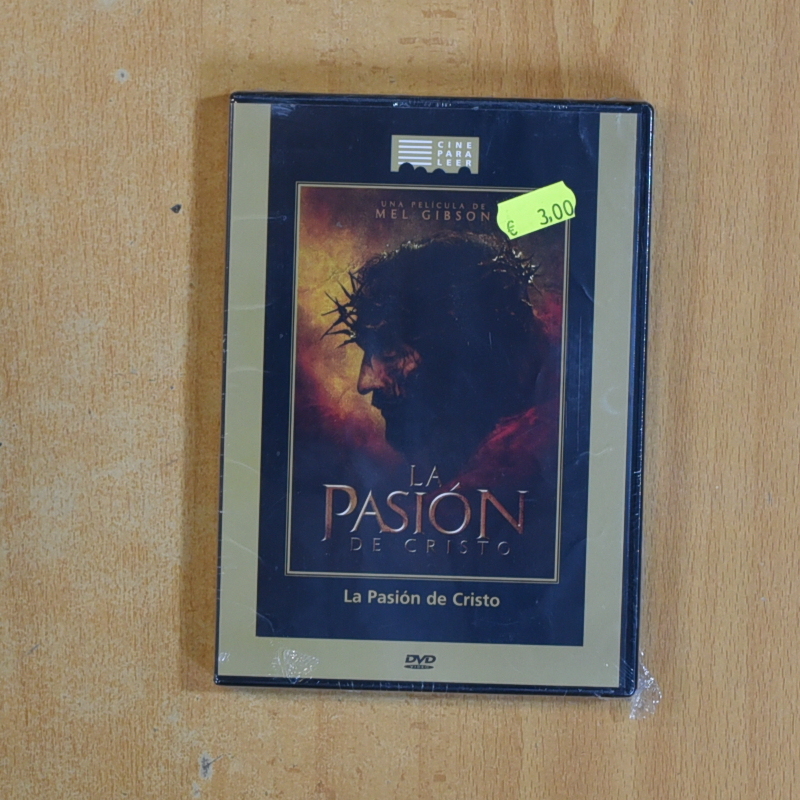 CINE
PARA
LEER
UNA PELÍCULA DE
MEL GIBSON
€ 3,00
LA
PASIÓN
DE CRISTO
La Pasión de Cristo
DVD
VIDEO